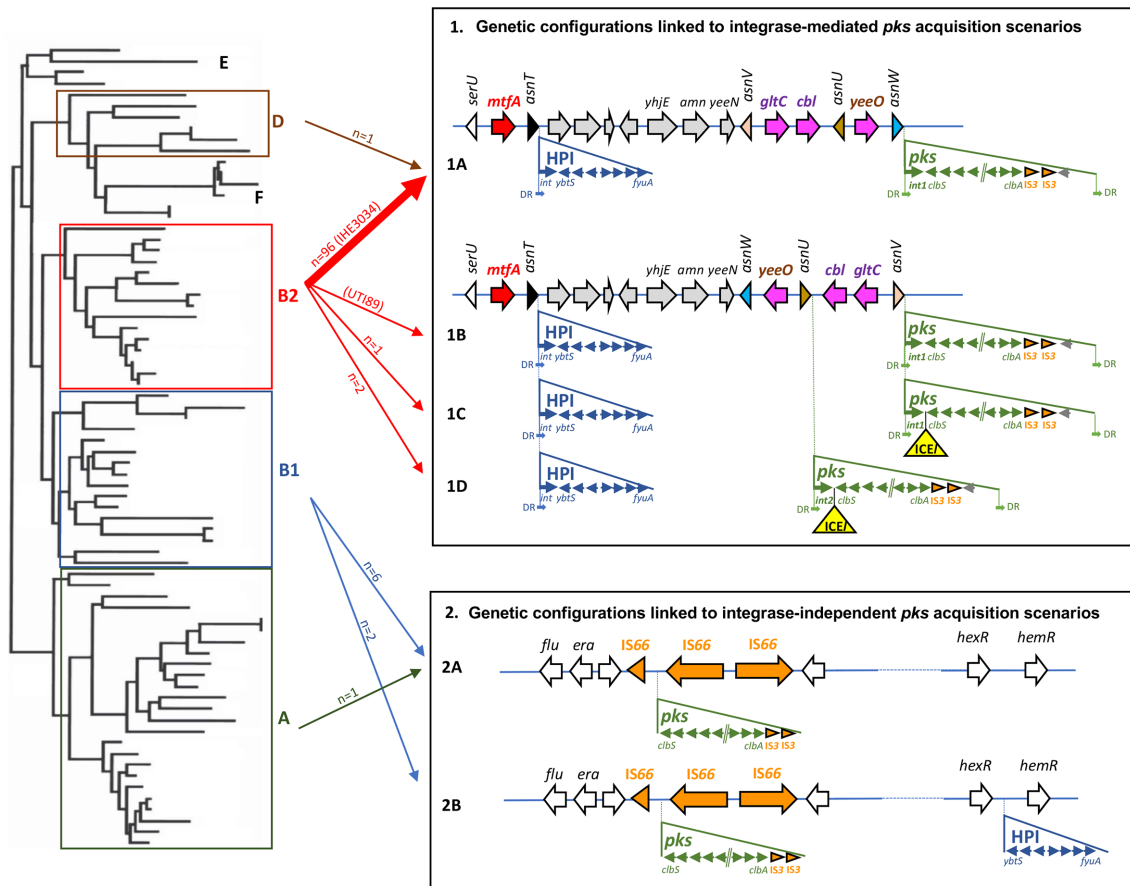 E
D
F
B2
B1
A
n=1
n=96 (IHE3034)
(UTI89)
n=1
n=2
n=6
n=2
n=1
1. Genetic configurations linked to integrase-mediated pks acquisition scenarios
serU mtfA asnT yhjE amn yeeN asnV gltC cbl asnU yeeO asnW
1A
HPI
int ybtS fyuA
DR
pks
int1 clbS clbA IS3 IS3
DR DR
serU mtfA asnT yhjE amn yeeN asnW yeeO asnU cbl gltC asnV
1B
HPI
int ybtS fyuA
DR
pks
int1 clbS clbA IS3 IS3
DR DR
1C
HPI
int ybtS fyuA
DR
pks
int1 clbS clbA IS3 IS3
DR DR
ICE/
1D
HPI
int ybtS fyuA
DR
pks
int2 clbS clbA IS3 IS3
DR DR
ICE/
2. Genetic configurations linked to integrase-independent pks acquisition scenarios
flu era IS66 IS66 IS66 hexR hemR
2A
pks
clbS clbA IS3 IS3
flu era IS66 IS66 IS66 hexR hemR
2B
pks
clbS clbA IS3 IS3
HPI
ybtS fyuA